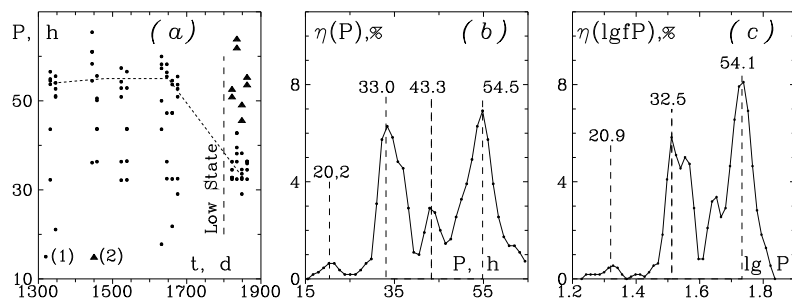 P, h
(a)
55
30
10
1300
1500
1700
1900
Low State
(1)
(2)
t, d
η(P),%
(b)
8
4
0
33.0
43.3
54.5
20,2
15
35
55
P, h
η(lgfP),%
(c)
8
4
0
54.1
32.5
20.9
1.2
1.4
1.6
1.8
lg P